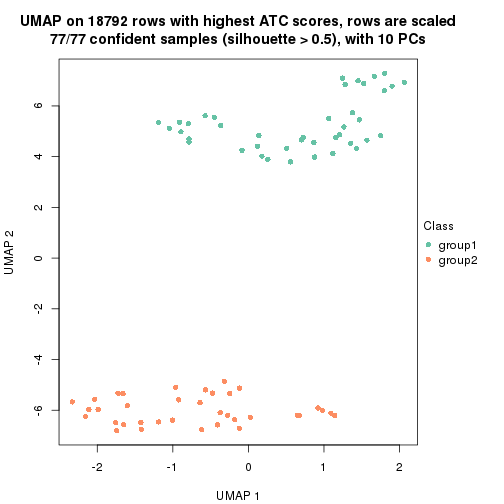 UMAP on 18792 rows with highest ATC scores, rows are scaled
77/77 confident samples (silhouette > 0.5), with 10 PCs
6
4
2
0
-2
-4
-6
UMAP 2
Class
group1
group2
-2 -1 0 1 2
UMAP 1